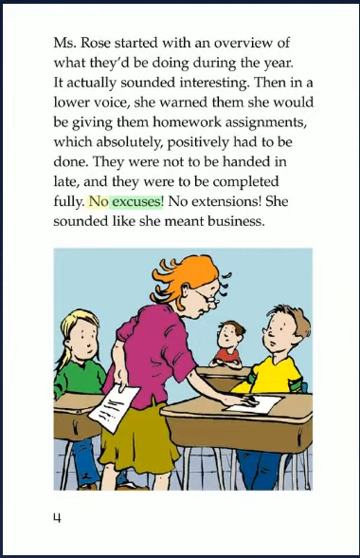 Ms. Rose started with an overview of
what they'd be doing during the year.
It actually sounded interesting. Then in a
lower voice, she warned them she would
be giving them homework assignments,
which absolutely, positively had to be
done. They were not to be handed in
late, and they were to be completed
fully. No excuses! No extensions! She
sounded like she meant business.
4